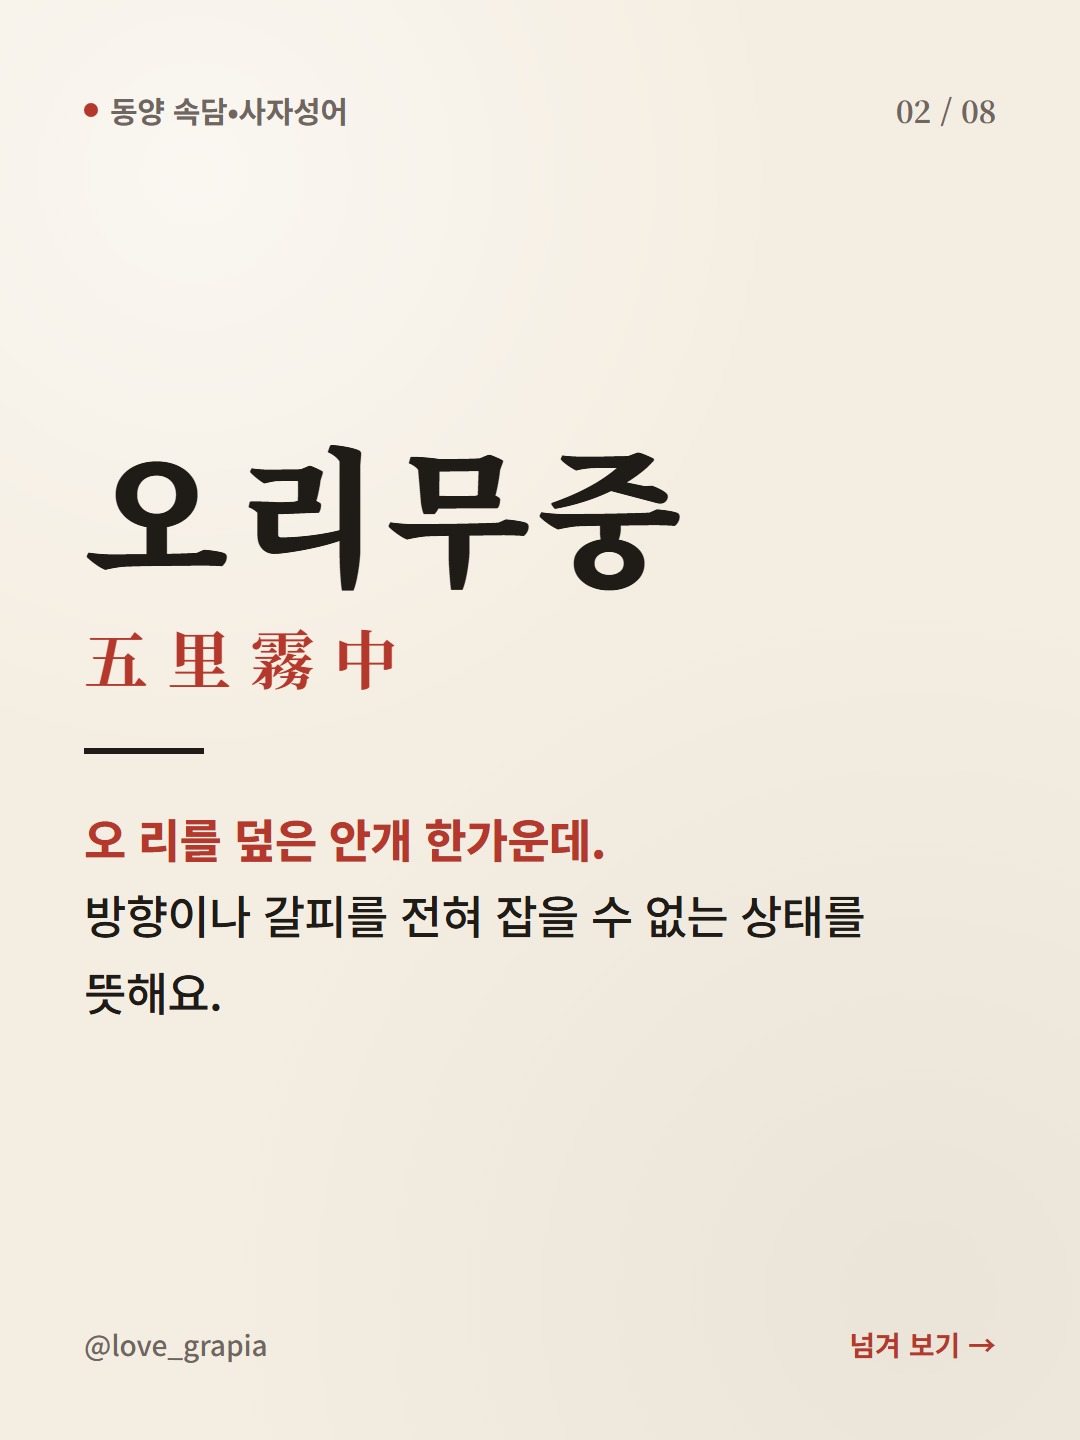 동양 속담•사자성어
02 / 08
오리무중
五里霧中
오 리를 덮은 안개 한가운데.
방향이나 갈피를 전혀 잡을 수 없는 상태를
뜻해요.
@love_grapia
넘겨 보기 →